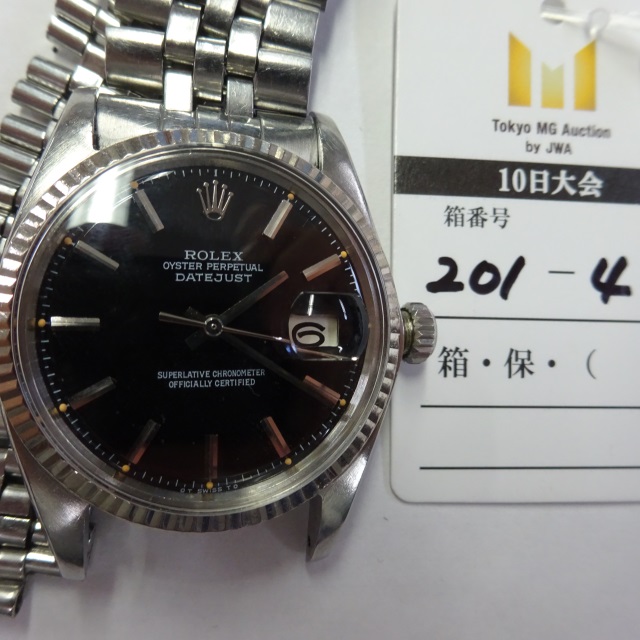 ROLEX
OYSTER PERPETUAL
DATEJUST
6
SUPERLATIVE CHRONOMETER
OFFICIALLY CERTIFIED
Tokyo MG Auction
by JWA
10日大会
箱番号
201-4
箱・保・(